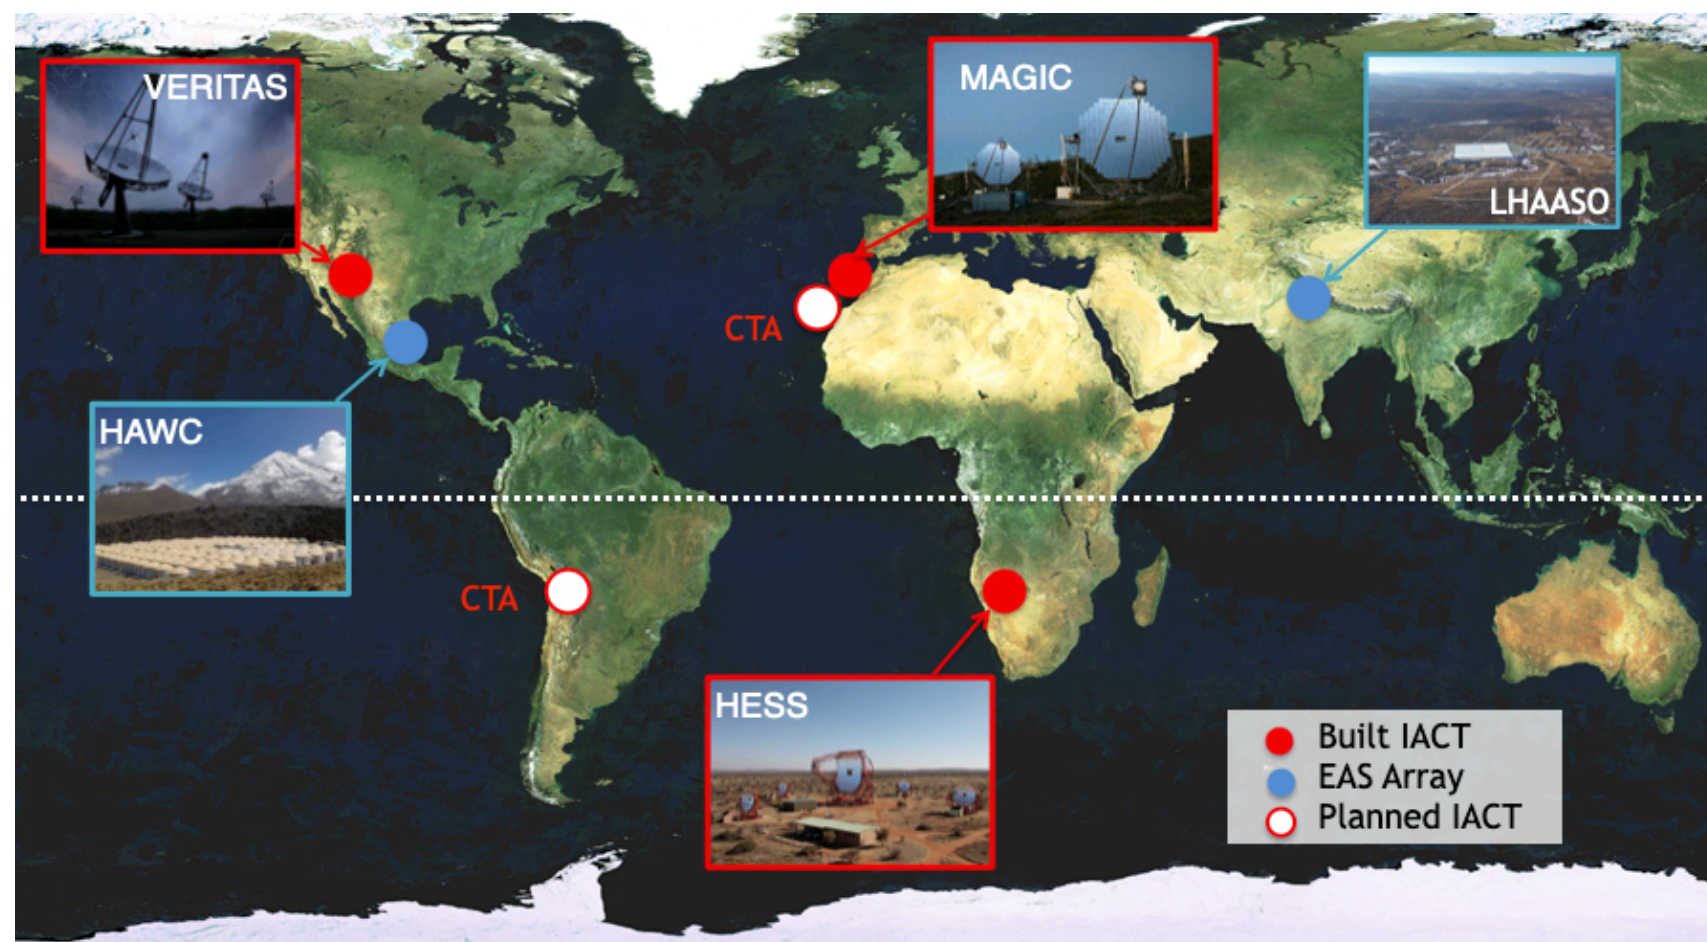 VERITAS
MAGIC
LHAASO
CTA
HAWC
CTA
HESS
Built IACT
EAS Array
Planned IACT